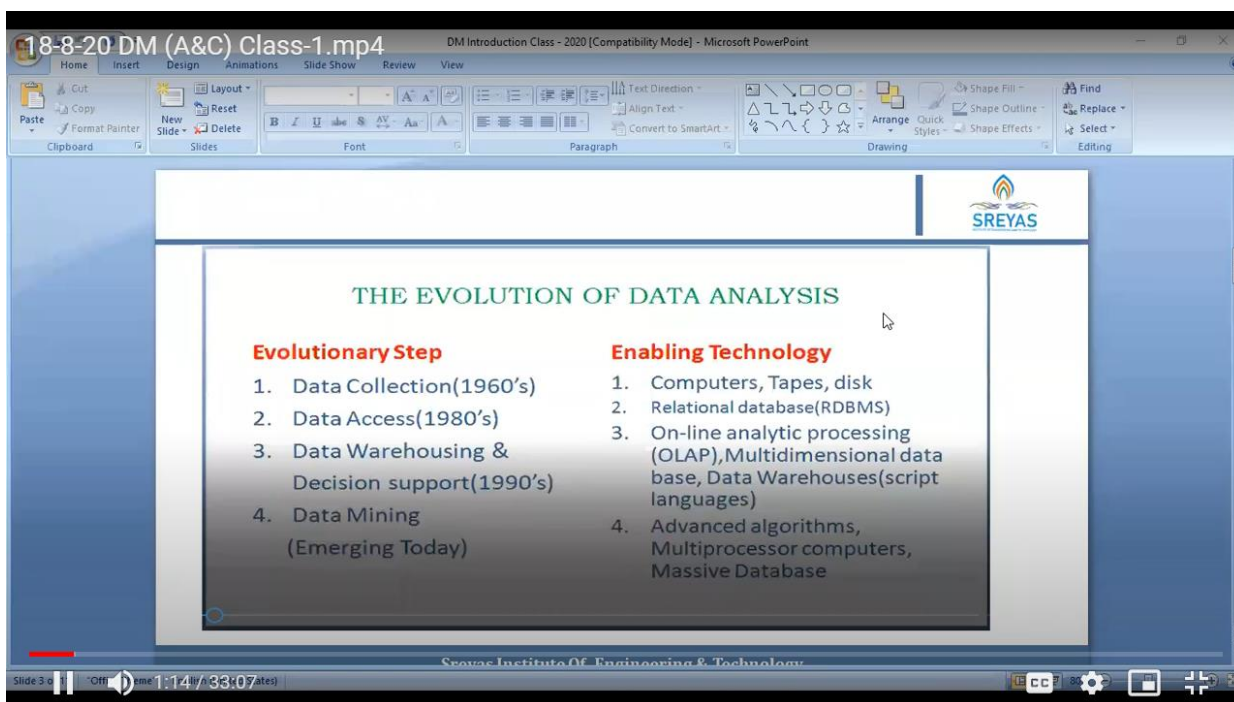 18-8-20 DM (A&C) Class-1.mp4
DM Introduction Class - 2020 [Compatibility Mode] - Microsoft PowerPoint
Home Insert Design Animations Slide Show Review View
Paste
Cut
Copy
Format Painter
Clipboard
New
Slide
Layout
Reset
Delete
Slides
B I U abc S AV Aa A
Font
Text Direction
Align Text
Convert to SmartArt
Paragraph
Arrange
Quick
Styles
Shape Fill
Shape Outline
Shape Effects
Drawing
Find
Replace
Select
Editing
SREYAS
THE EVOLUTION OF DATA ANALYSIS
Evolutionary Step
1. Data Collection(1960's)
2. Data Access(1980's)
3. Data Warehousing &
Decision support(1990's)
4. Data Mining
(Emerging Today)
Enabling Technology
1. Computers, Tapes, disk
2. Relational database(RDBMS)
3. On-line analytic processing
(OLAP),Multidimensional data
base, Data Warehouses(script
languages)
4. Advanced algorithms,
Multiprocessor computers,
Massive Database
Sreyas Institute Of Engineering & Technology
Slide 3 o
1:14 / 33:07
CC